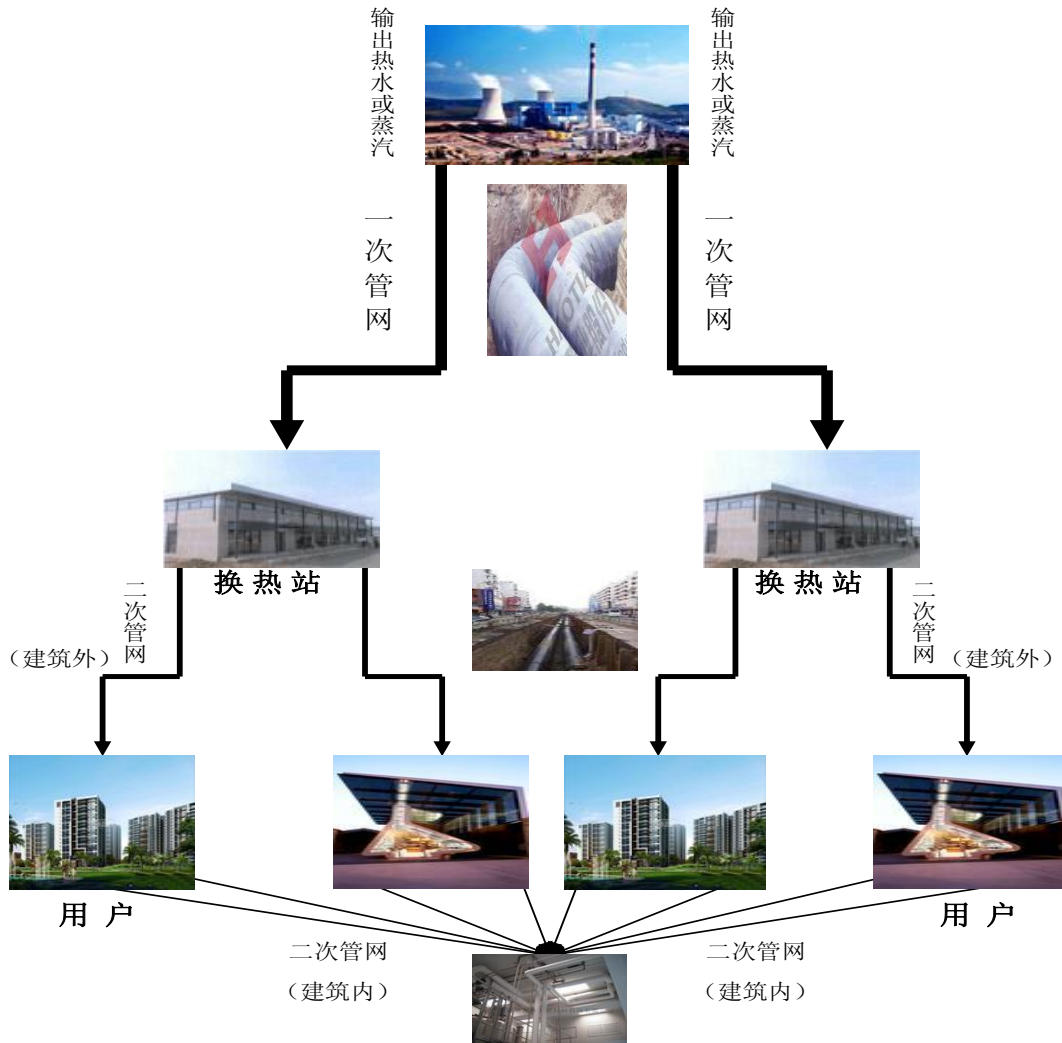 输出热水或蒸汽
输出热水或蒸汽
一次管网
一次管网
换热站
换热站
二次管网
（建筑外）
二次管网
（建筑外）
用户
用户
二次管网
（建筑内）
二次管网
（建筑内）